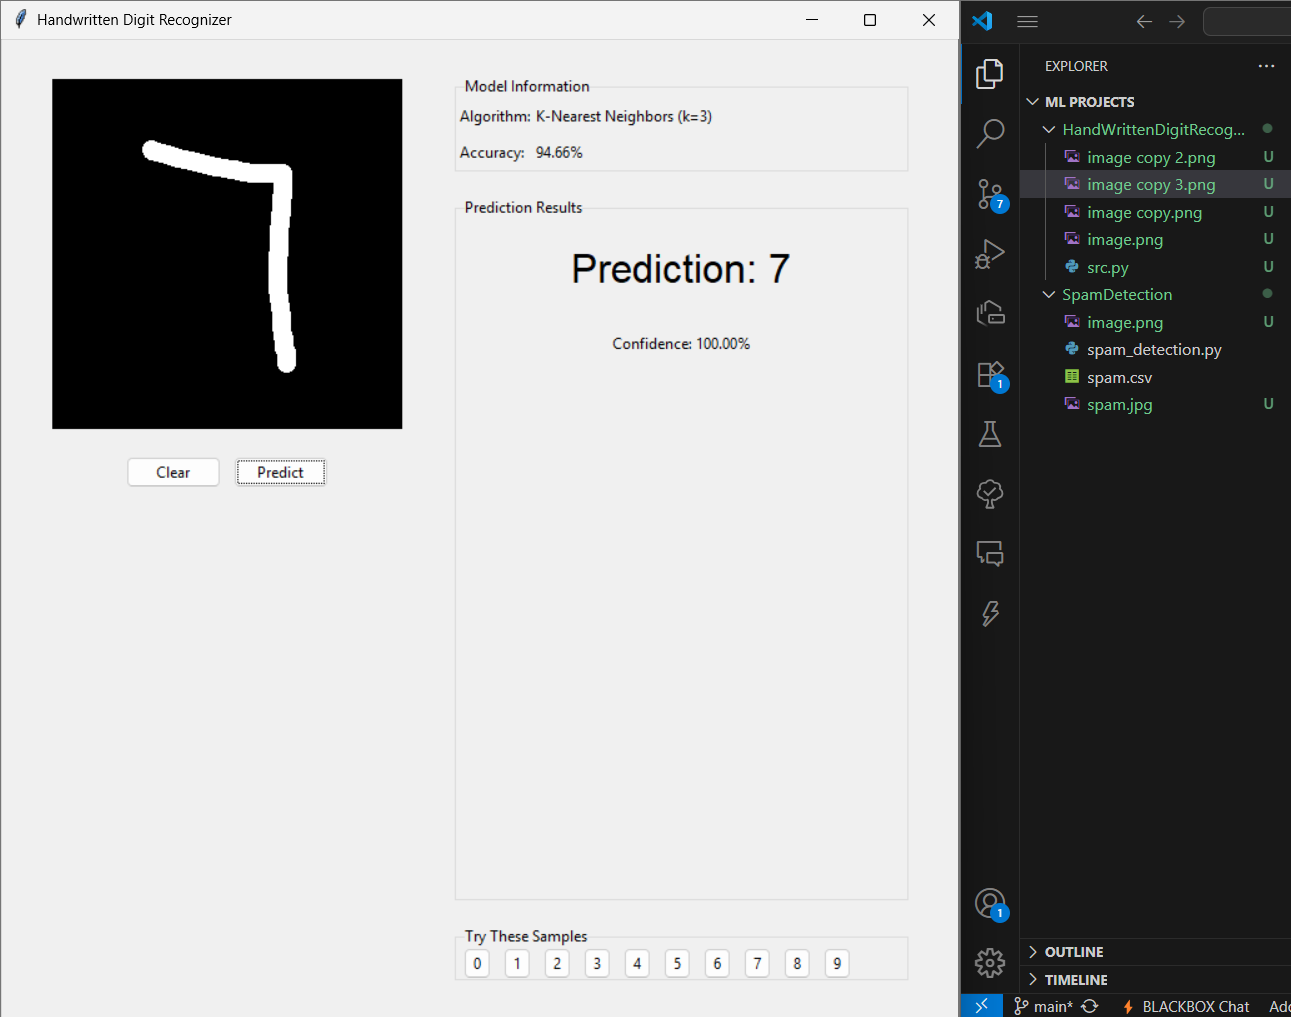 Handwritten Digit Recognizer
7
Clear
Predict
Model Information
Algorithm: K-Nearest Neighbors (k=3)
Accuracy: 94.66%
Prediction Results
Prediction: 7
Confidence: 100.00%
Try These Samples
0 1 2 3 4 5 6 7 8 9
EXPLORER
ML PROJECTS
HandWrittenDigitRecog...
image copy 2.png U
image copy 3.png U
image copy.png U
image.png U
src.py U
SpamDetection
image.png U
spam_detection.py
spam.csv
spam.jpg U
7
1
1
OUTLINE
TIMELINE
main* BLACKBOX Chat